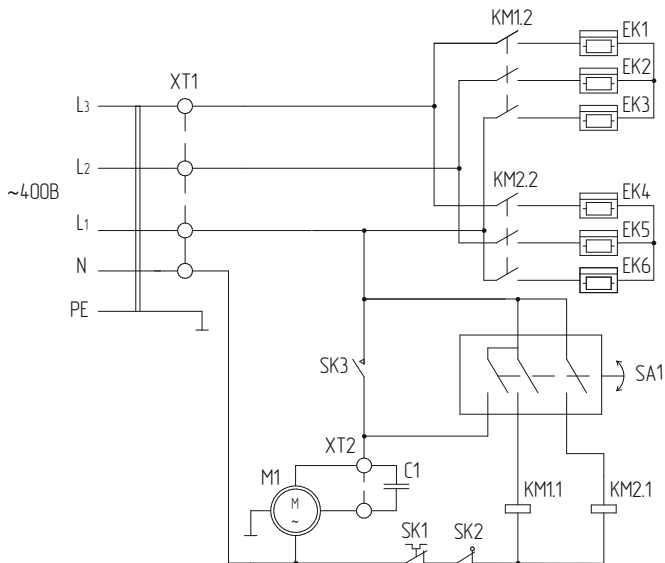 KM1.2
EK1
EK2
EK3
XT1
L3
L2
~400В
L1
N
PE
KM2.2
EK4
EK5
EK6
SK3
SA1
XT2
C1
M1
M
~
KM1.1
KM2.1
SK1
SK2